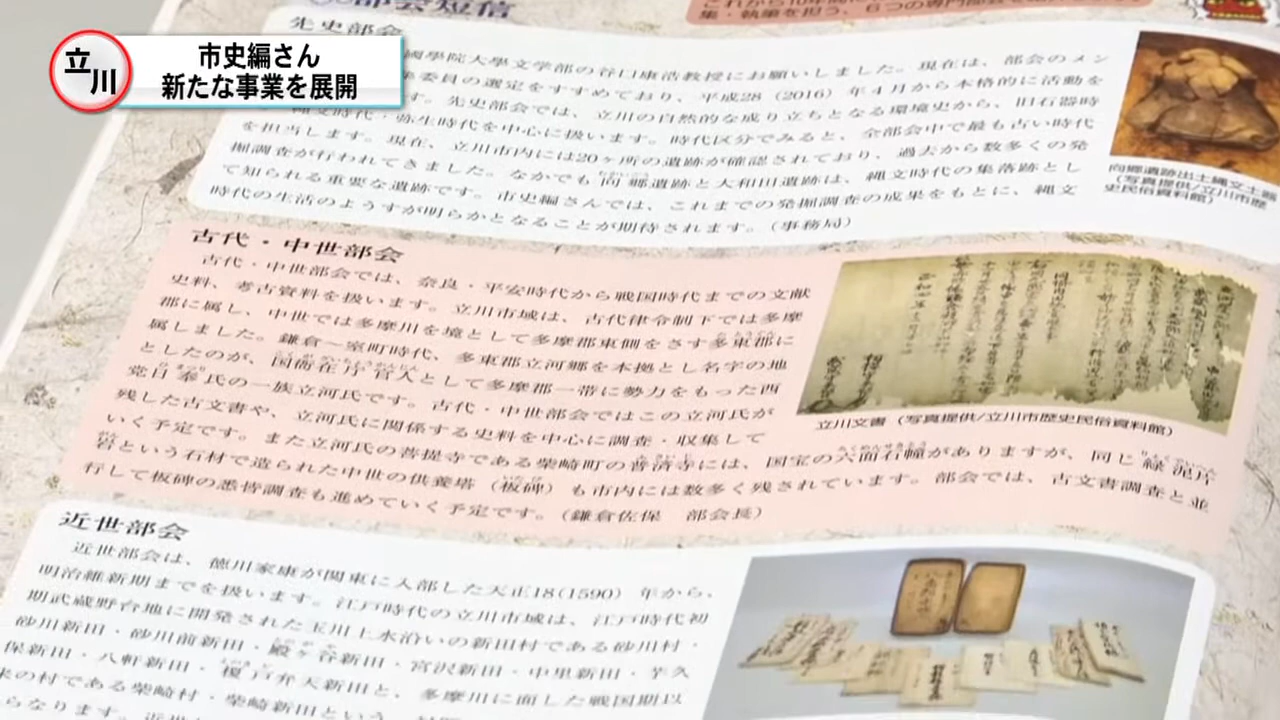 立川
市史編さん
新たな事業を展開
部会短信
集・執筆を担う、６つの専門部会
先史部会
國學院大學文学部の谷口康浩教授にお願いしました。現在は、部会のメン
委員の選定をすすめており、平成28（2016）年４月から本格的に活動を
す。先史部会では、立川の自然的な成り立ちとなる環境史から、旧石器時
縄文時代・弥生時代を中心に扱います。時代区分でみると、全部会中で最も古い時代
を担当します。現在、立川市内には20ヶ所の遺跡が確認されており、過去から数多くの発
掘調査が行われてきました。なかでも向郷遺跡と大和田遺跡は、縄文時代の集落跡とし
て知られる重要な遺跡です。市史編さんでは、これまでの発掘調査の成果をもとに、縄文
時代の生活のようすが明らかとなることが期待されます。（事務局）
向郷遺跡出土縄文土器
（写真提供/立川市歴
史民俗資料館）
古代・中世部会
古代・中世部会では、奈良・平安時代から戦国時代までの文献
史料、考古資料を扱います。立川市域は、古代律令制下では多摩
郡に属し、中世では多摩川を境として多摩郡東側をさす多東郡に
属しました。鎌倉〜室町時代、多東郡立河郷を本拠とし名字の地
としたのが、国衙在庁官人として多摩郡一帯に勢力をもった西
党日奉氏の一族立河氏です。古代・中世部会ではこの立河氏が
残した古文書や、立河氏に関係する史料を中心に調査・収集して
いく予定です。また立河氏の菩提寺である柴崎町の普済寺には、国宝の六面石幢がありますが、同じ緑泥片
岩という石材で造られた中世の供養塔（板碑）も市内には数多く残されています。部会では、古文書調査と並
行して板碑の悉皆調査も進めていく予定です。（鎌倉佐保　部会長）
立川文書（写真提供/立川市歴史民俗資料館）
近世部会
近世部会は、徳川家康が関東に入部した天正18(1590）年から、
明治維新期までを扱います。江戸時代の立川市域は、江戸時代初
期武蔵野台地に開発された玉川上水沿いの新田村である砂川村・
砂川新田・砂川前新田・殿ヶ谷新田・宮沢新田・中里新田・芋久
保新田・八軒新田・榎戸弁天新田と、多摩川に面した戦国期以
来の村である柴崎村・柴崎新田という
らなります。近世